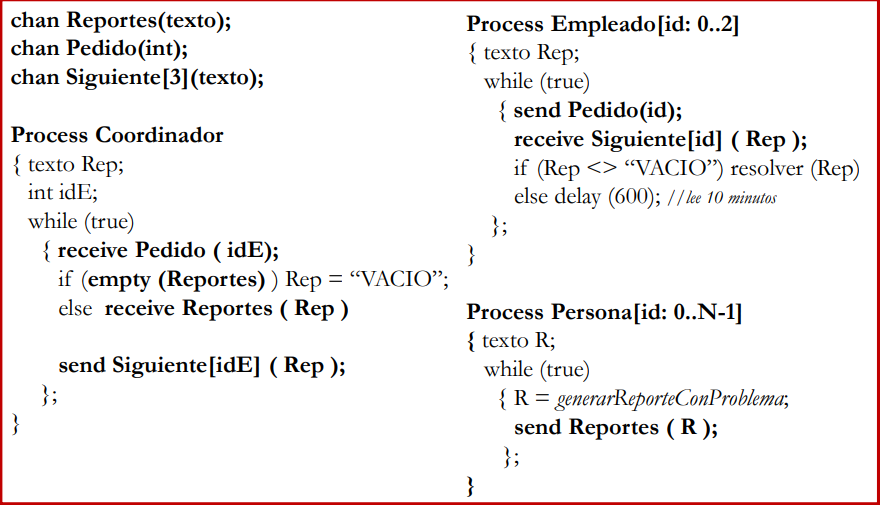 chan Reportes(texto);
chan Pedido(int);
chan Siguiente[3](texto);
Process Coordinador
{ texto Rep;
int idE;
while (true)
{ receive Pedido ( idE);
if (empty (Reportes) ) Rep = “VACIO”;
else receive Reportes ( Rep )
send Siguiente[idE] ( Rep );
};
}
Process Empleado[id: 0..2]
{ texto Rep;
while (true)
{ send Pedido(id);
receive Siguiente[id] ( Rep );
if (Rep <> “VACIO”) resolver (Rep)
else delay (600); //lee 10 minutos
};
}
Process Persona[id: 0..N-1]
{ texto R;
while (true)
{ R = generarReporteConProblema;
send Reportes ( R );
};
}